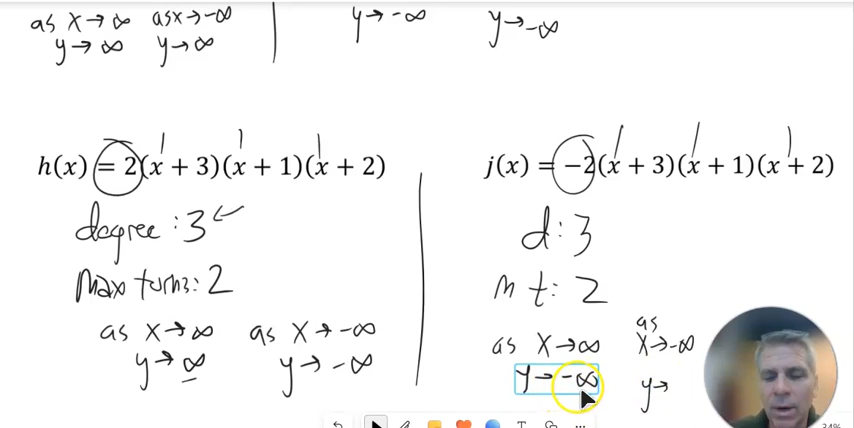 as x→∞ as x→-∞
y→∞ y→∞
y→-∞ y→-∞
h(x) = 2(x + 3)(x + 1)(x + 2)
degree: 3
max turns: 2
as x→∞ as x→-∞
y→∞ y→-∞
j(x) = −2(x + 3)(x + 1)(x + 2)
d: 3
m t: 2
as x→∞ as x→-∞
y→-∞ y→
34%